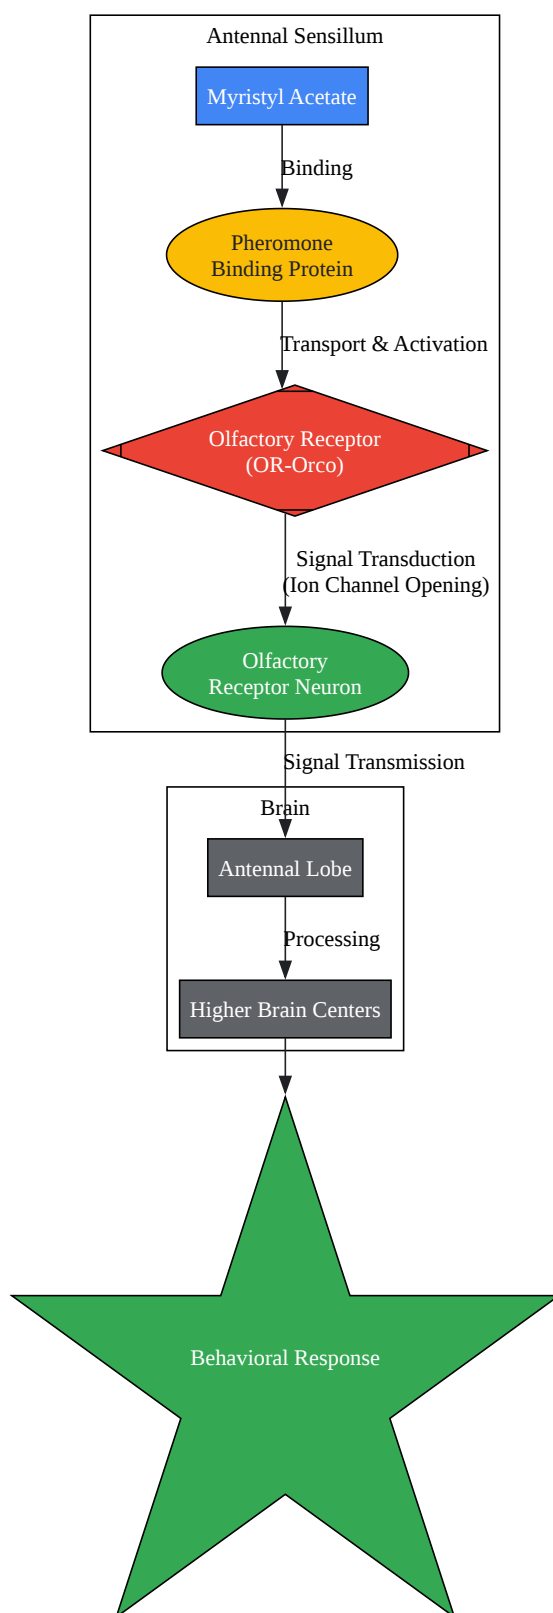 Antennal Sensillum
Myristyl Acetate
Binding
Pheromone
Binding Protein
Transport & Activation
Olfactory Receptor
(OR-Orco)
Signal Transduction
(Ion Channel Opening)
Olfactory
Receptor Neuron
Signal Transmission
Brain
Antennal Lobe
Processing
Higher Brain Centers
Behavioral Response